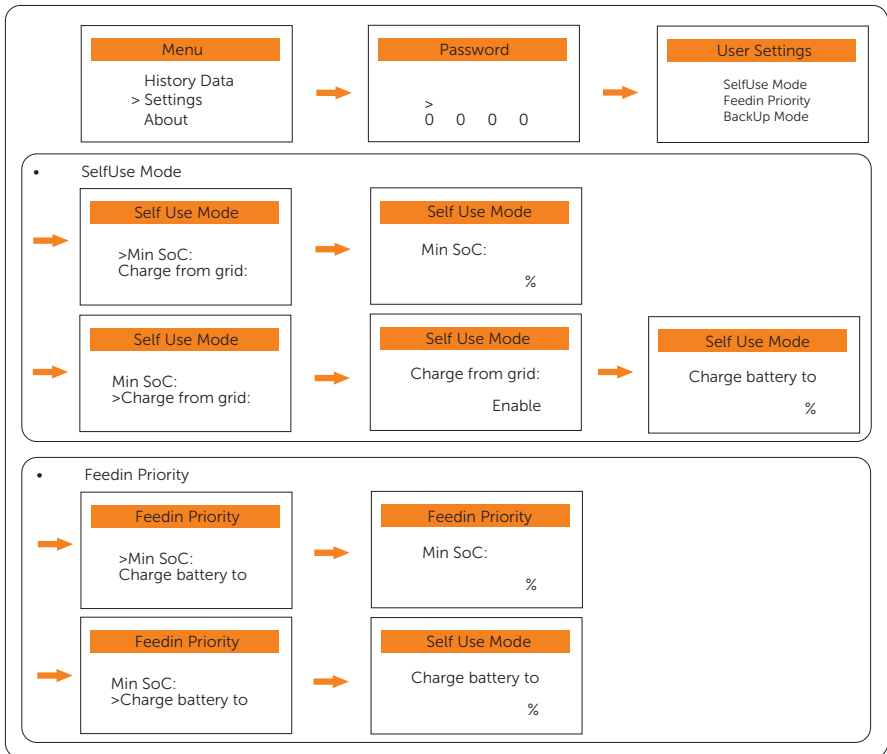 Menu
History Data
> Settings
About
Password
>
0 0 0 0
User Settings
SelfUse Mode
Feedin Priority
BackUp Mode
• SelfUse Mode
Self Use Mode
>Min SoC:
Charge from grid:
Self Use Mode
Min SoC:
%
Self Use Mode
Min SoC:
>Charge from grid:
Self Use Mode
Charge from grid:
Enable
Self Use Mode
Charge battery to
%
• Feedin Priority
Feedin Priority
>Min SoC:
Charge battery to
Feedin Priority
Min SoC:
%
Feedin Priority
Min SoC:
>Charge battery to
Self Use Mode
Charge battery to
%